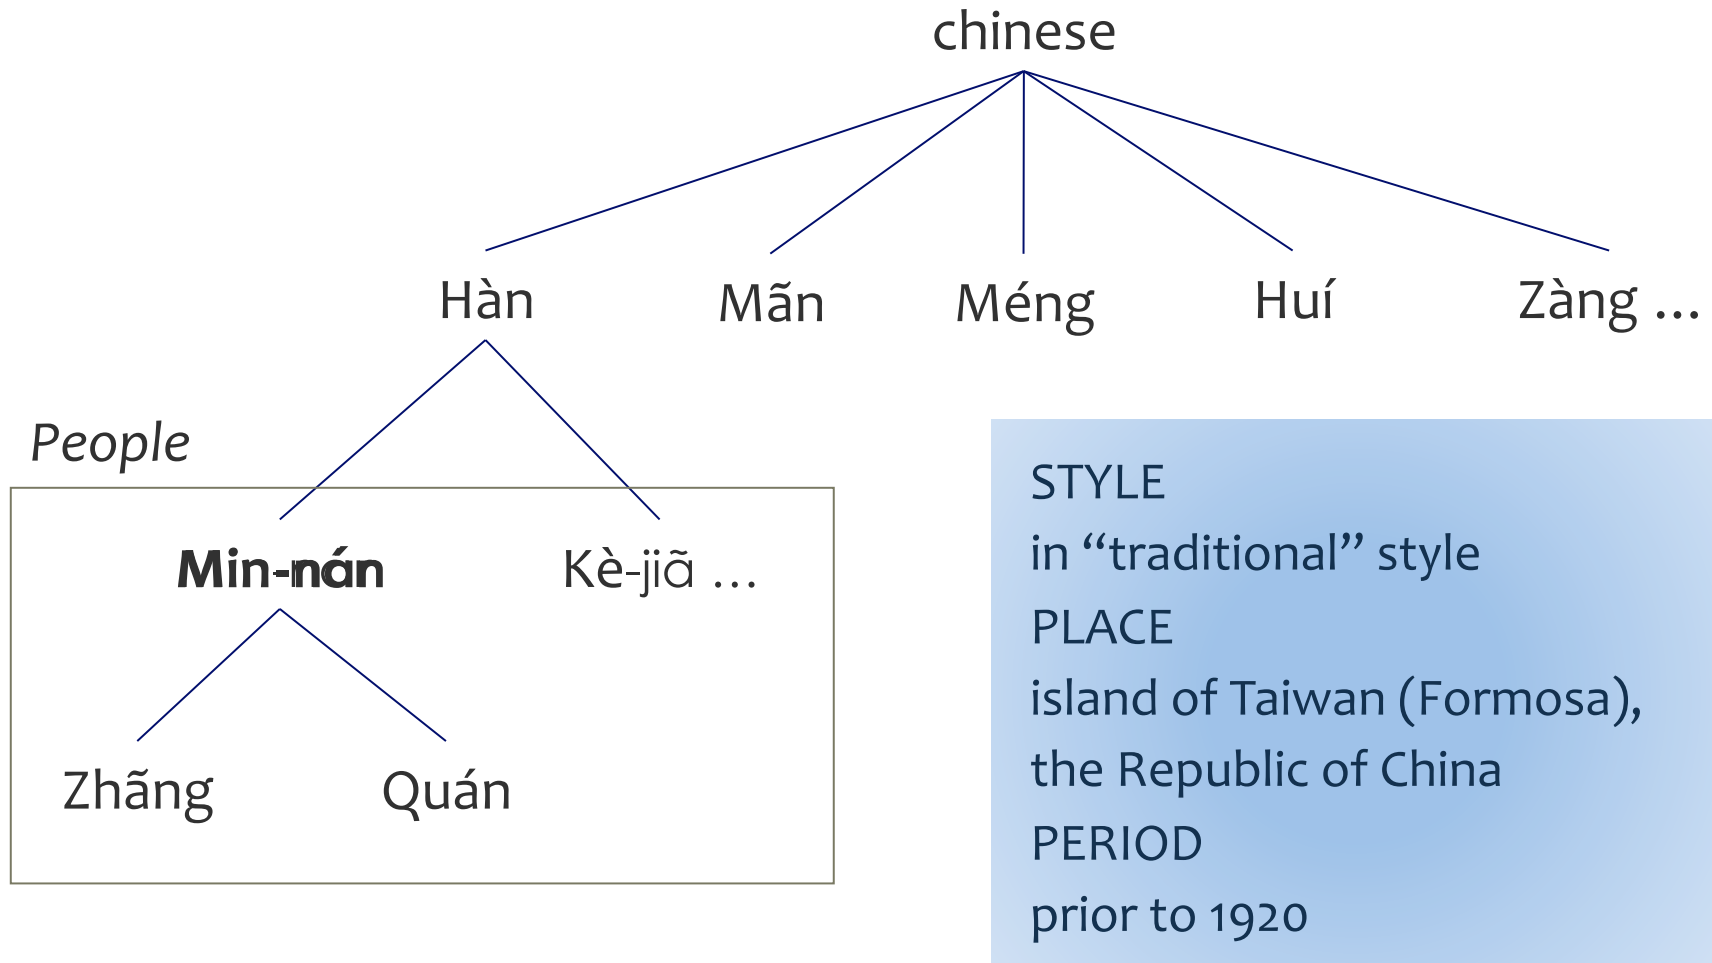 chinese
Hàn Mãn Méng Huí Zàng …
People
Min-nán Kè-jiã …
Zhãng Quán
STYLE
in “traditional” style
PLACE
island of Taiwan (Formosa),
the Republic of China
PERIOD
prior to 1920